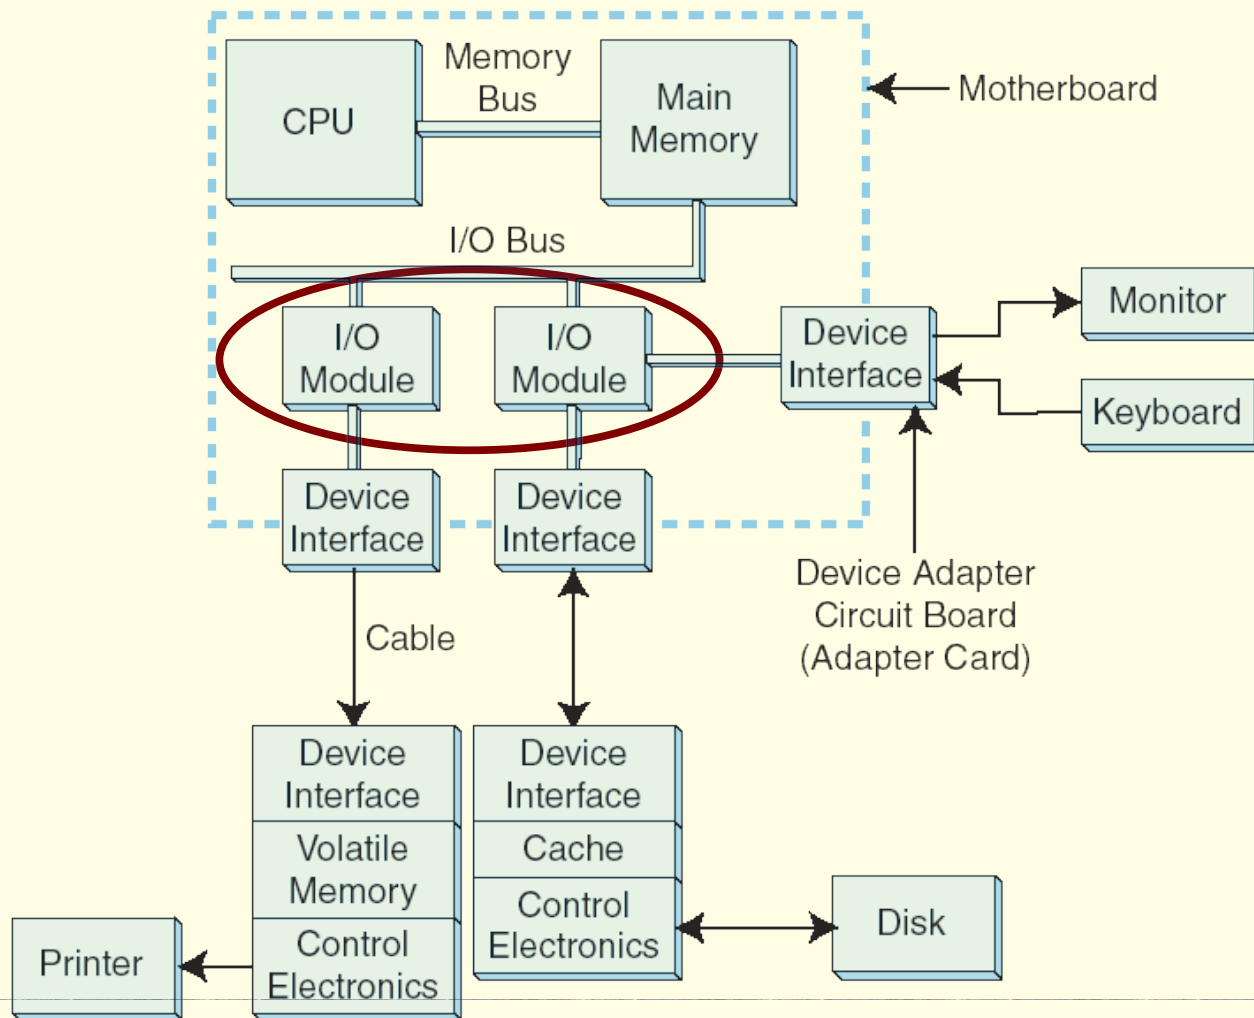 CPU
Memory
Bus
Main
Memory
Motherboard
I/O Bus
I/O
Module
I/O
Module
Device
Interface
Monitor
Keyboard
Device
Interface
Device
Interface
Device Adapter
Circuit Board
(Adapter Card)
Cable
Device
Interface
Volatile
Memory
Control
Electronics
Device
Interface
Cache
Control
Electronics
Disk
Printer